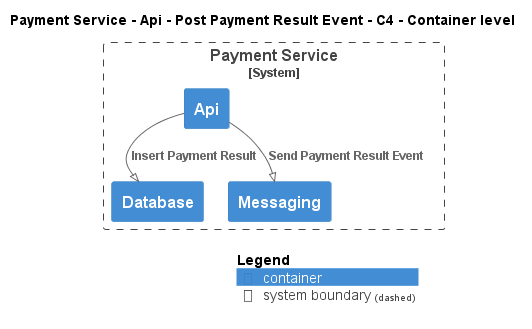 Payment Service - Api - Post Payment Result Event - C4 - Container level
Payment Service
[System]
Api
Insert Payment Result
Send Payment Result Event
Database
Messaging
Legend
container
system boundary (dashed)